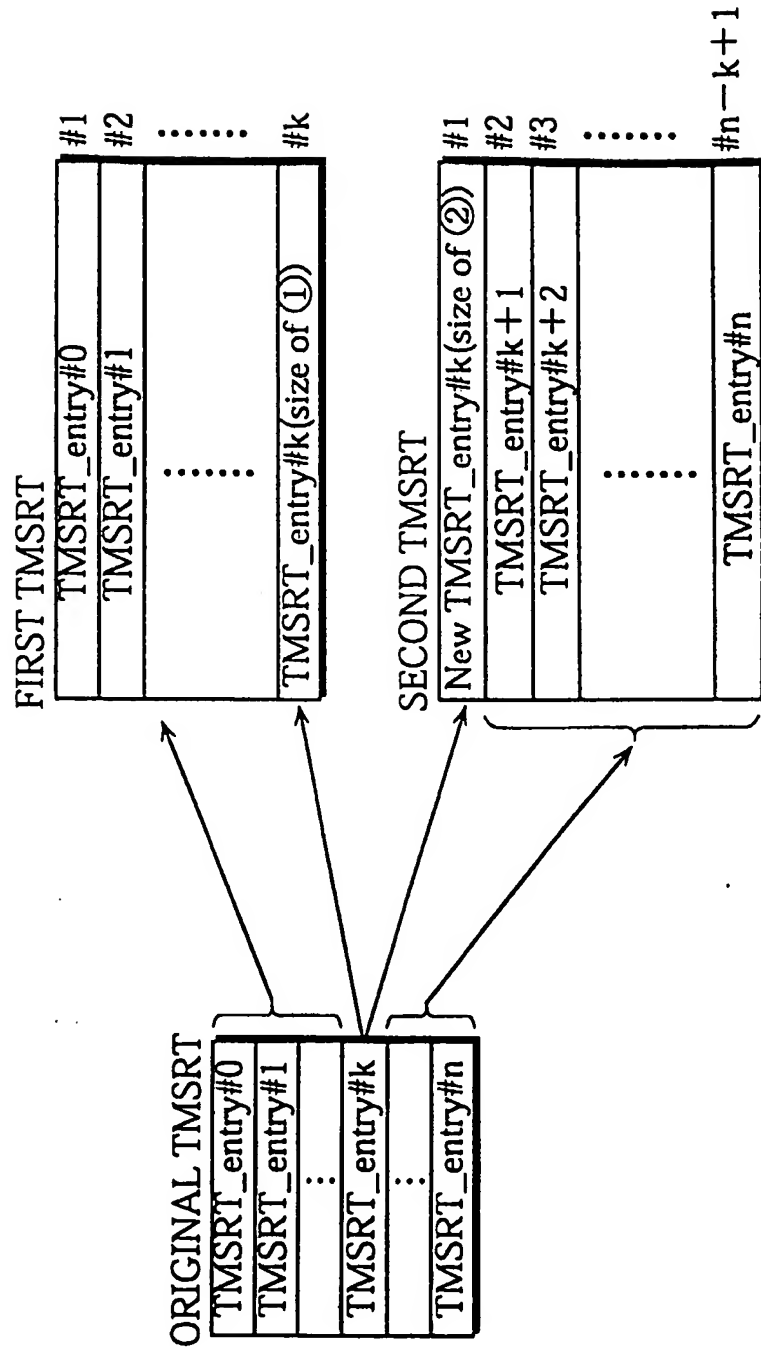 ORIGINAL TMSRT
TMSRT_entry#0
TMSRT_entry#1
...
TMSRT_entry#k
...
TMSRT_entry#n
FIRST TMSRT
TMSRT_entry#0 #1
TMSRT_entry#1 #2
....... .......
TMSRT_entry#k(size of ①) #k
SECOND TMSRT
New TMSRT_entry#k(size of ②) #1
TMSRT_entry#k+1 #2
TMSRT_entry#k+2 #3
....... .......
TMSRT_entry#n #n−k+1